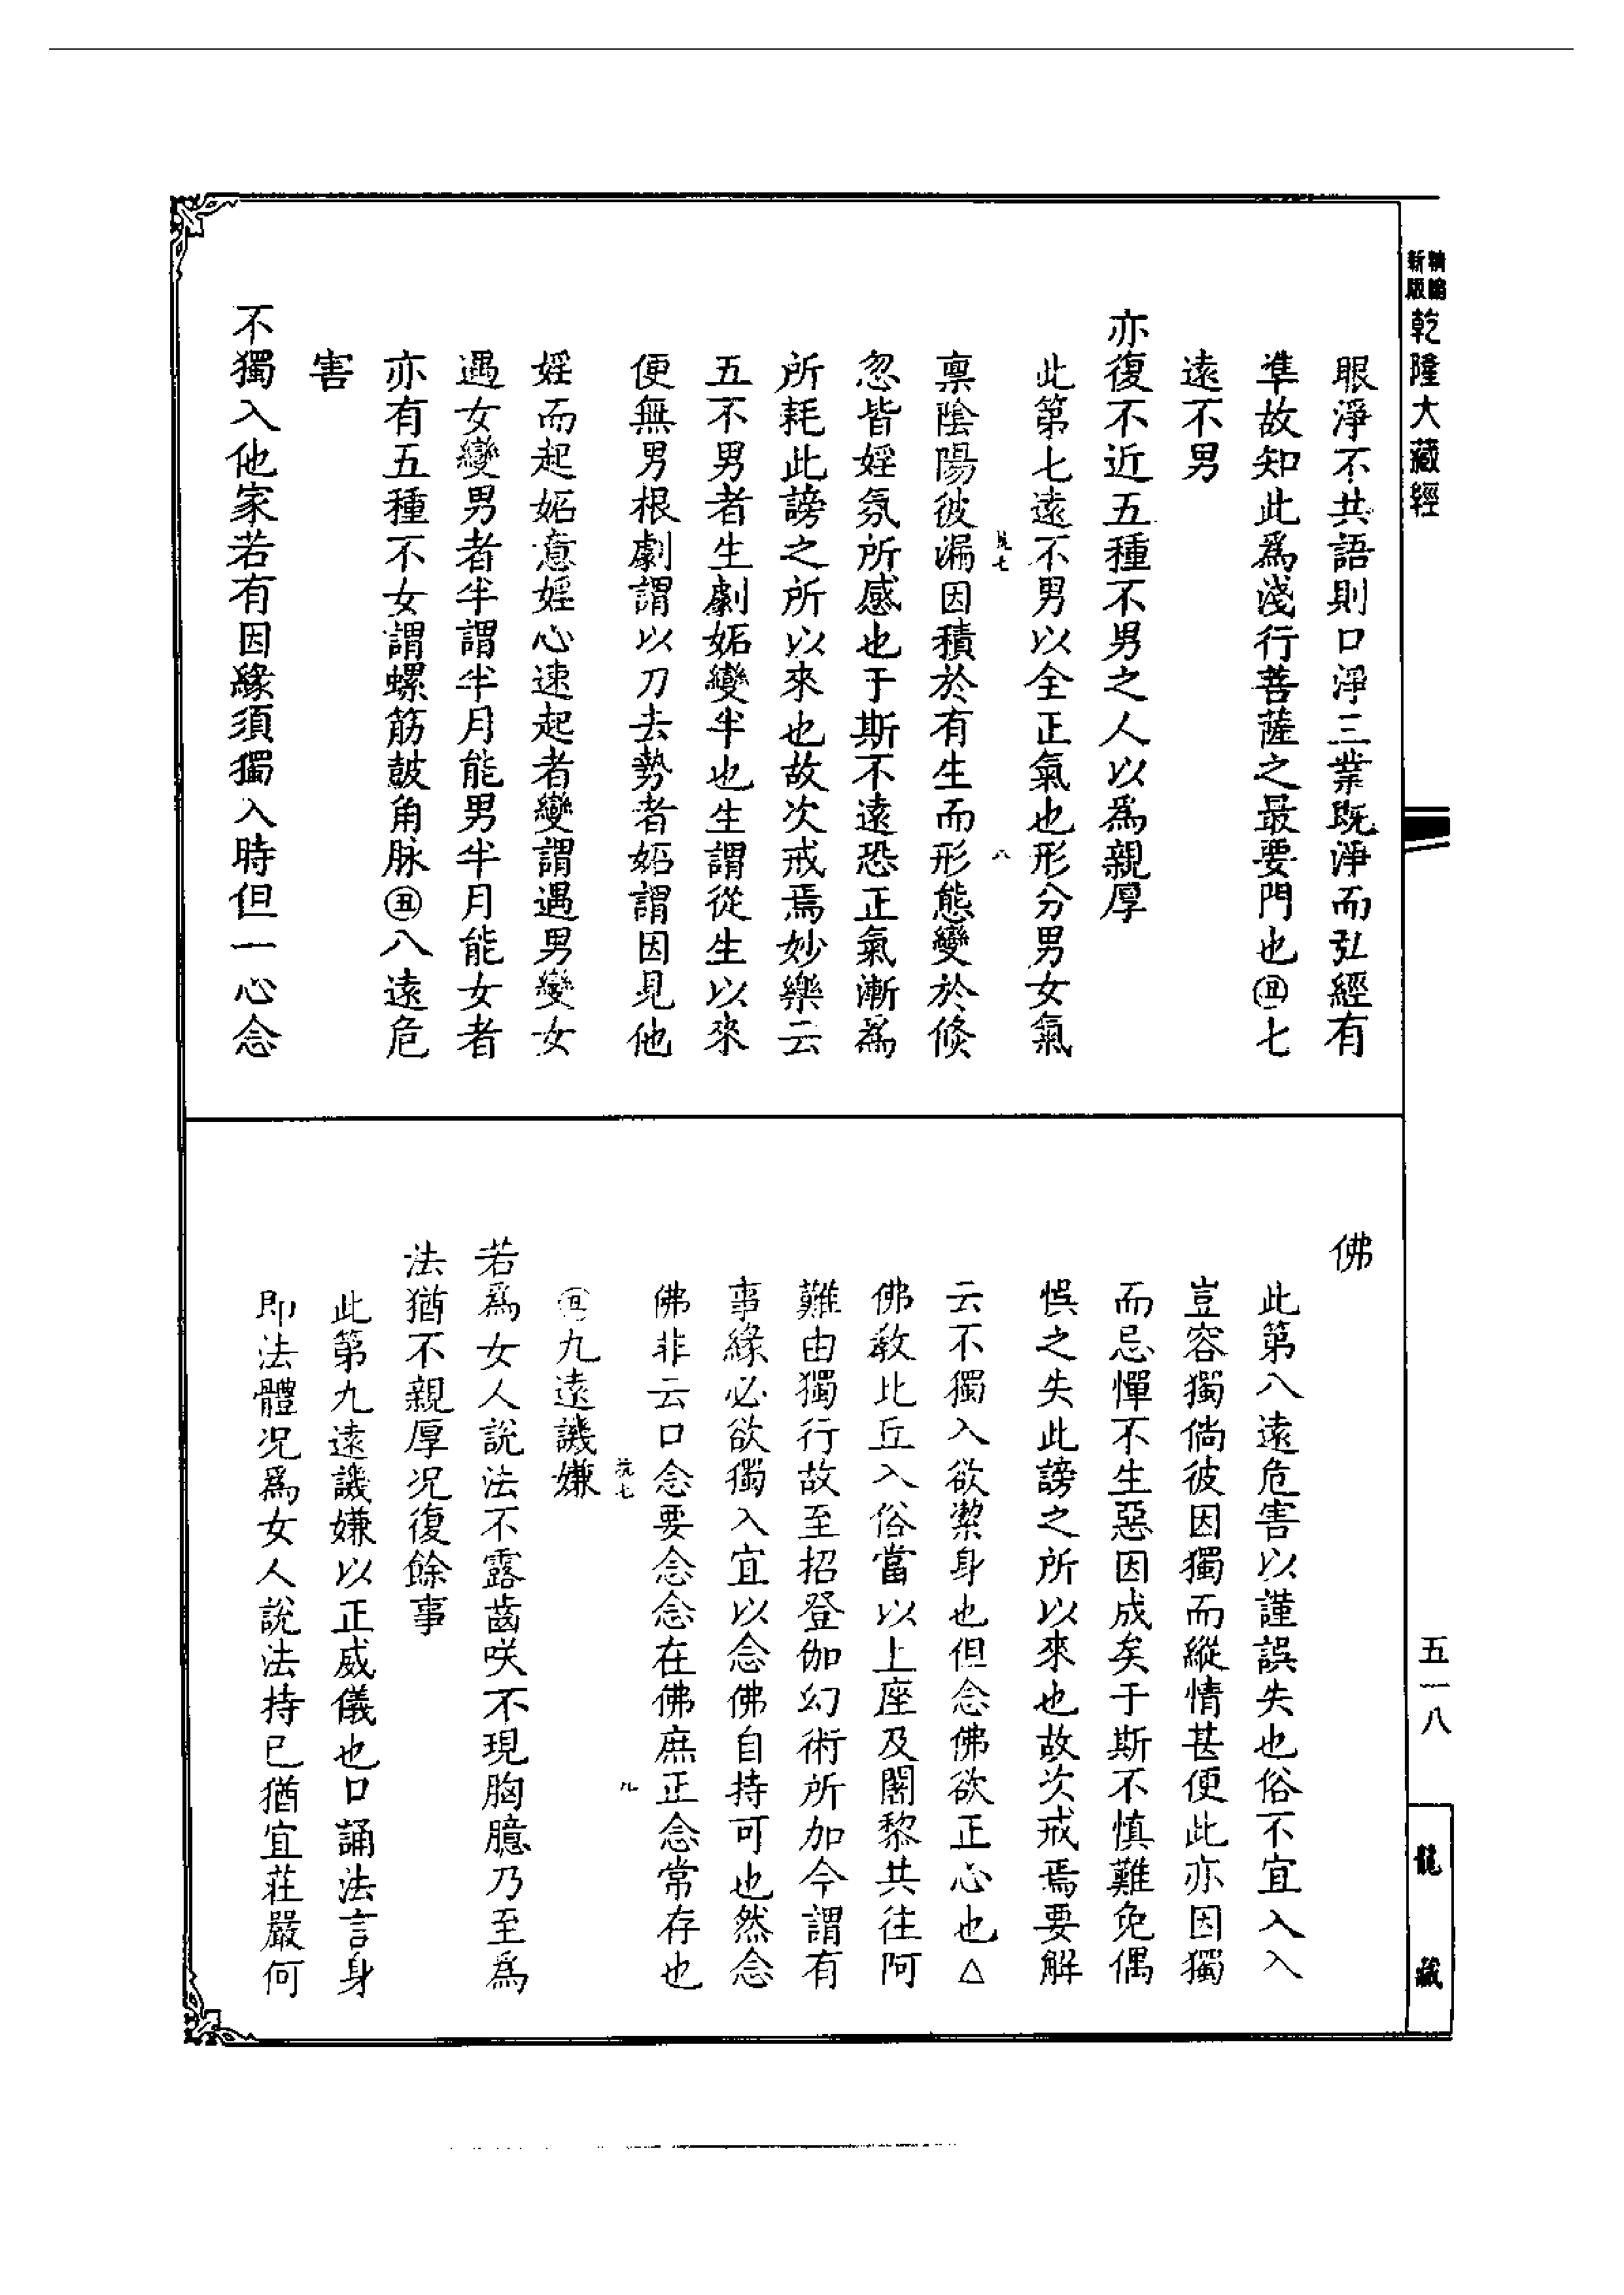 精編
新版
乾隆大藏經
眼淨不共語則口淨三業既淨而弘經有
準故知此為淺行菩薩之最要門也㊄七
遠不男
亦復不近五種不男之人以為親厚
此第七遠不男以全正氣也形分男女氣
稟陰陽彼漏因積於有生而形態變於倏
忽皆婬氛所感也于斯不遠恐正氣漸為
所耗此謗之所以來也故次戒焉妙樂云
五不男者生劇妬變半也生謂從生以來
便無男根劇謂以刀去勢者妬謂因見他
婬而起妬意婬心速起者變謂遇男變女
遇女變男者半謂半月能男半月能女者
亦有五種不女謂螺筋鼓角脉㊄八遠危
害
不獨入他家若有因緣須獨入時但一心念
佛
此第八遠危害以謹誤失也俗不宜入入
豈容獨倘彼因獨而縱情甚便此亦因獨
而忌憚不生惡因成矣于斯不慎難免偶
悞之失此謗之所以來也故次戒焉要解
云不獨入欲潔身也但念佛欲正心也△
佛敎比丘入俗當以上座及闍黎共往阿
難由獨行故至招登伽幻術所加今謂有
事緣必欲獨入宜以念佛自持可也然念
佛非云口念要念念在佛庶正念常存也
九遠譏嫌
若為女人說法不露齒咲不現胸臆乃至為
法猶不親厚况復餘事
此第九遠譏嫌以正威儀也口誦法言身
即法體况為女人說法持已猶宜莊嚴何
五一八
龍藏